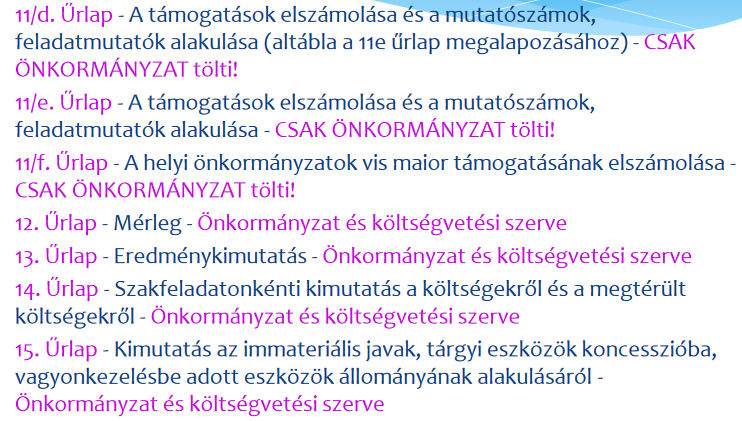 11/d. Űrlap - A támogatások elszámolása és a mutatószámok,
feladatmutatók alakulása (altábla a 11e űrlap megalapozásához) - CSAK
ÖNKORMÁNYZAT tölti!
11/e. Űrlap - A támogatások elszámolása és a mutatószámok,
feladatmutatók alakulása - CSAK ÖNKORMÁNYZAT tölti!
11/f. Űrlap - A helyi önkormányzatok vis maior támogatásának elszámolása -
CSAK ÖNKORMÁNYZAT tölti!
12. Űrlap - Mérleg - Önkormányzat és költségvetési szerve
13. Űrlap - Eredménykimutatás - Önkormányzat és költségvetési szerve
14. Űrlap - Szakfeladatonkénti kimutatás a költségekről és a megtérült
költségekről - Önkormányzat és költségvetési szerve
15. Űrlap - Kimutatás az immateriális javak, tárgyi eszközök koncesszióba,
vagyonkezelésbe adott eszközök állományának alakulásáról -
Önkormányzat és költségvetési szerve